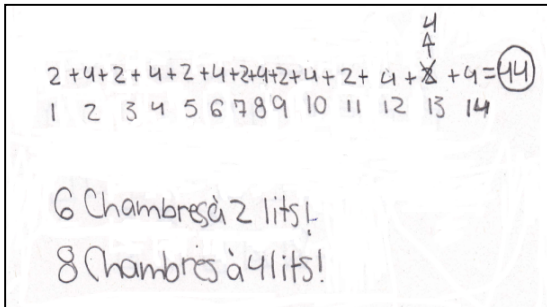 4
4
2 + 4 + 2 + 4 + 2 + 4 + 2 + 4 + 2 + 4 + 2 + 4 + 2 + 4 = 44
1 2 3 4 5 6 7 8 9 10 11 12 13 14
6 Chambres à 2 lits!
8 Chambres à 4 lits!